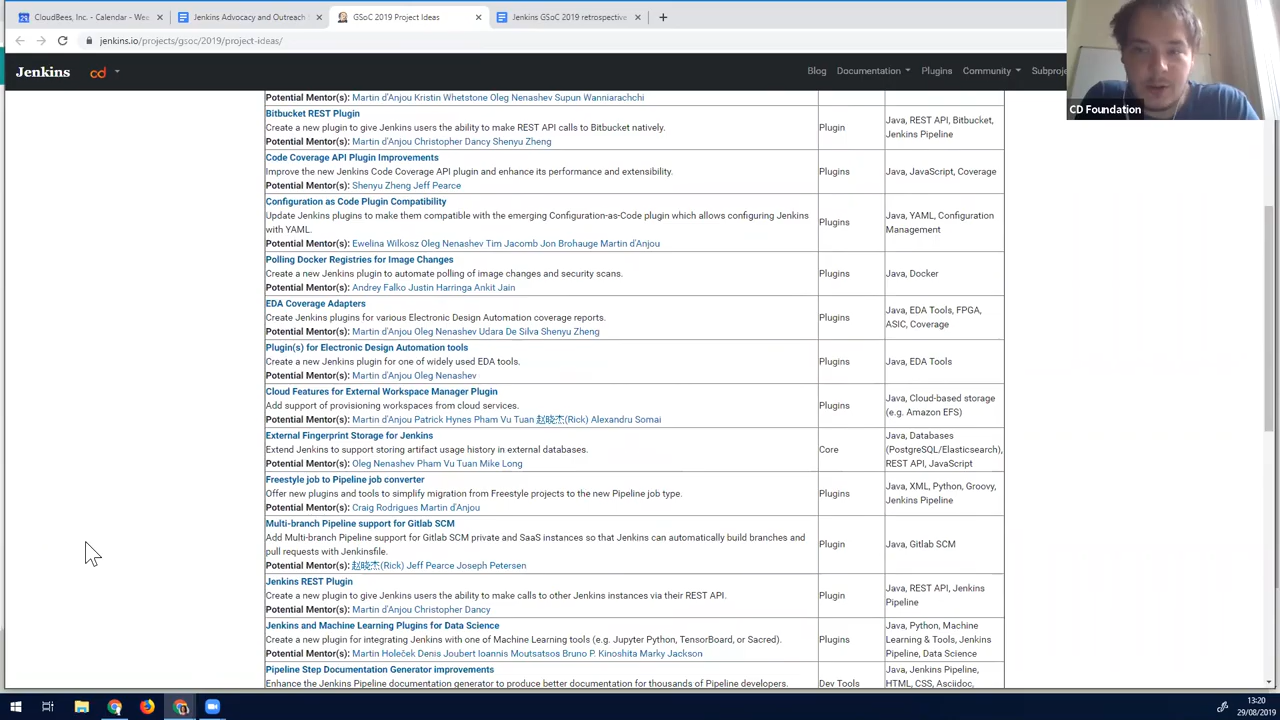 CloudBees, Inc. - Calendar - Wee
Jenkins Advocacy and Outreach
GSoC 2019 Project Ideas
Jenkins GSoC 2019 retrospective
jenkins.io/projects/gsoc/2019/project-ideas/
Jenkins
cd
Blog
Documentation
Plugins
Community
Subproje
CD Foundation
Potential Mentor(s): Martin d'Anjou Kristin Whetstone Oleg Nenashev Supun Wanniarachchi
Bitbucket REST Plugin
Create a new plugin to give Jenkins users the ability to make REST API calls to Bitbucket natively.
Potential Mentor(s): Martin d'Anjou Christopher Dancy Shenyu Zheng
Plugin
Java, REST API, Bitbucket,
Jenkins Pipeline
Code Coverage API Plugin Improvements
Improve the new Jenkins Code Coverage API plugin and enhance its performance and extensibility.
Potential Mentor(s): Shenyu Zheng Jeff Pearce
Plugins
Java, JavaScript, Coverage
Configuration as Code Plugin Compatibility
Update Jenkins plugins to make them compatible with the emerging Configuration-as-Code plugin which allows configuring Jenkins
with YAML.
Potential Mentor(s): Ewelina Wilkosz Oleg Nenashev Tim Jacomb Jon Brohauge Martin d'Anjou
Plugins
Java, YAML, Configuration
Management
Polling Docker Registries for Image Changes
Create a new Jenkins plugin to automate polling of image changes and security scans.
Potential Mentor(s): Andrey Falko Justin Harringa Ankit Jain
Plugins
Java, Docker
EDA Coverage Adapters
Create Jenkins plugins for various Electronic Design Automation coverage reports.
Potential Mentor(s): Martin d'Anjou Oleg Nenashev Udara De Silva Shenyu Zheng
Plugins
Java, EDA Tools, FPGA,
ASIC, Coverage
Plugin(s) for Electronic Design Automation tools
Create a new Jenkins plugin for one of widely used EDA tools.
Potential Mentor(s): Martin d'Anjou Oleg Nenashev
Plugins
Java, EDA Tools
Cloud Features for External Workspace Manager Plugin
Add support of provisioning workspaces from cloud services.
Potential Mentor(s): Martin d'Anjou Patrick Hynes Pham Vu Tuan 赵晓杰(Rick) Alexandru Somai
Plugins
Java, Cloud-based storage
(e.g. Amazon EFS)
External Fingerprint Storage for Jenkins
Extend Jenkins to support storing artifact usage history in external databases.
Potential Mentor(s): Oleg Nenashev Pham Vu Tuan Mike Long
Core
Java, Databases
(PostgreSQL/Elasticsearch),
REST API, JavaScript
Freestyle job to Pipeline job converter
Offer new plugins and tools to simplify migration from Freestyle projects to the new Pipeline job type.
Potential Mentor(s): Craig Rodrigues Martin d'Anjou
Plugins
Java, XML, Python, Groovy,
Jenkins Pipeline
Multi-branch Pipeline support for Gitlab SCM
Add Multi-branch Pipeline support for Gitlab SCM private and SaaS instances so that Jenkins can automatically build branches and
pull requests with Jenkinsfile.
Potential Mentor(s): 赵晓杰(Rick) Jeff Pearce Joseph Petersen
Plugin
Java, Gitlab SCM
Jenkins REST Plugin
Create a new plugin to give Jenkins users the ability to make calls to other Jenkins instances via their REST API.
Potential Mentor(s): Martin d'Anjou Christopher Dancy
Plugin
Java, REST API, Jenkins
Pipeline
Jenkins and Machine Learning Plugins for Data Science
Create a new plugin for integrating Jenkins with one of Machine Learning tools (e.g. Jupyter Python, TensorBoard, or Sacred).
Potential Mentor(s): Martin Holeček Denis Joubert Ioannis Moutsatsos Bruno P. Kinoshita Marky Jackson
Plugins
Java, Python, Machine
Learning & Tools, Jenkins
Pipeline, Data Science
Pipeline Step Documentation Generator improvements
Enhance the Jenkins Pipeline documentation generator to produce better documentation for thousands of Pipeline developers.
Dev Tools
Java, Jenkins Pipeline,
HTML, CSS, Asciidoc,
13:20
29/08/2019